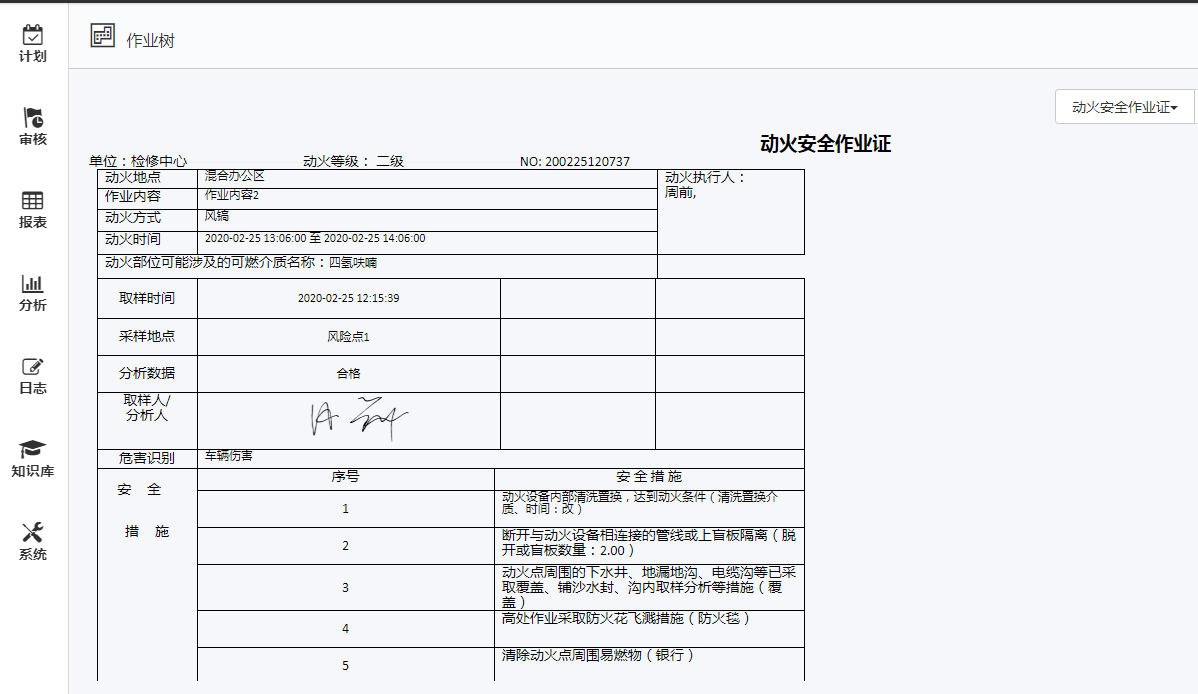 计划
审核
报表
分析
日志
知识库
系统
作业树
动火安全作业证
动火安全作业证
单位：检修中心 动火等级： 二级 NO: 200225120737
动火地点 混合办公区 动火执行人：
周前,
作业内容 作业内容2
动火方式 风镐
动火时间 2020-02-25 13:06:00 至 2020-02-25 14:06:00
动火部位可能涉及的可燃介质名称：四氢呋喃
取样时间 2020-02-25 12:15:39
采样地点 风险点1
分析数据 合格
取样人/
分析人
危害识别 车辆伤害
安 全
措 施
序号 安 全 措 施
1 动火设备内部清洗置换，达到动火条件（清洗置换介
质、时间：改）
2 断开与动火设备相连接的管线或上盲板隔离（脱
开或盲板数量：2.00 ）
3 动火点周围的下水井、地漏地沟、电缆沟等已采
取覆盖、铺沙水封、沟内取样分析等措施（覆
盖 ）
4 高处作业采取防火花飞溅措施（防火毯 ）
5 清除动火点周围易燃物（银行 ）